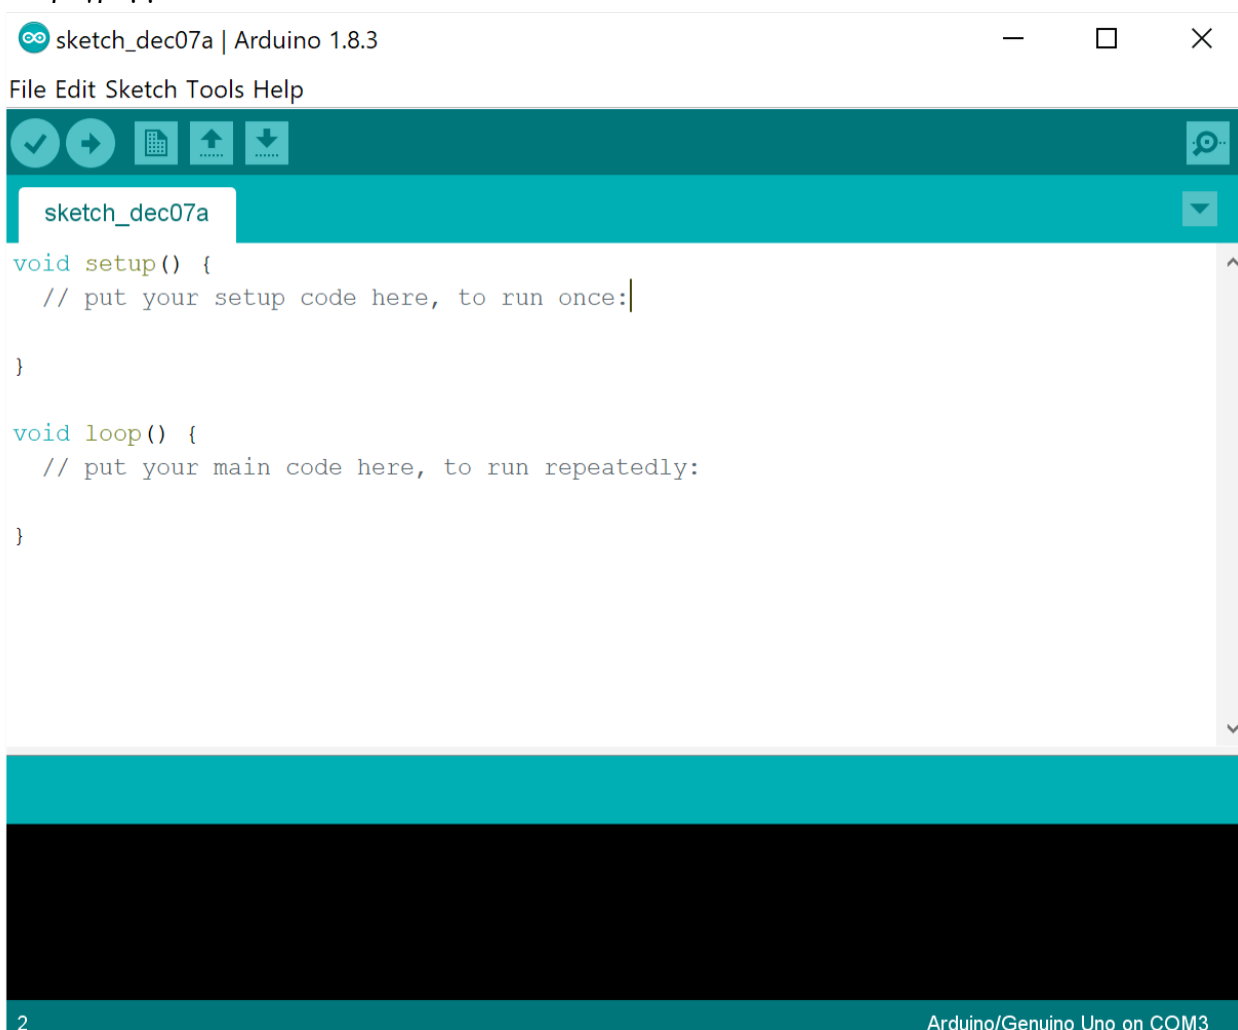 sketch_dec07a | Arduino 1.8.3
File Edit Sketch Tools Help
sketch_dec07a
void setup() {
  // put your setup code here, to run once:
}
void loop() {
  // put your main code here, to run repeatedly:
}
2
Arduino/Genuino Uno on COM3